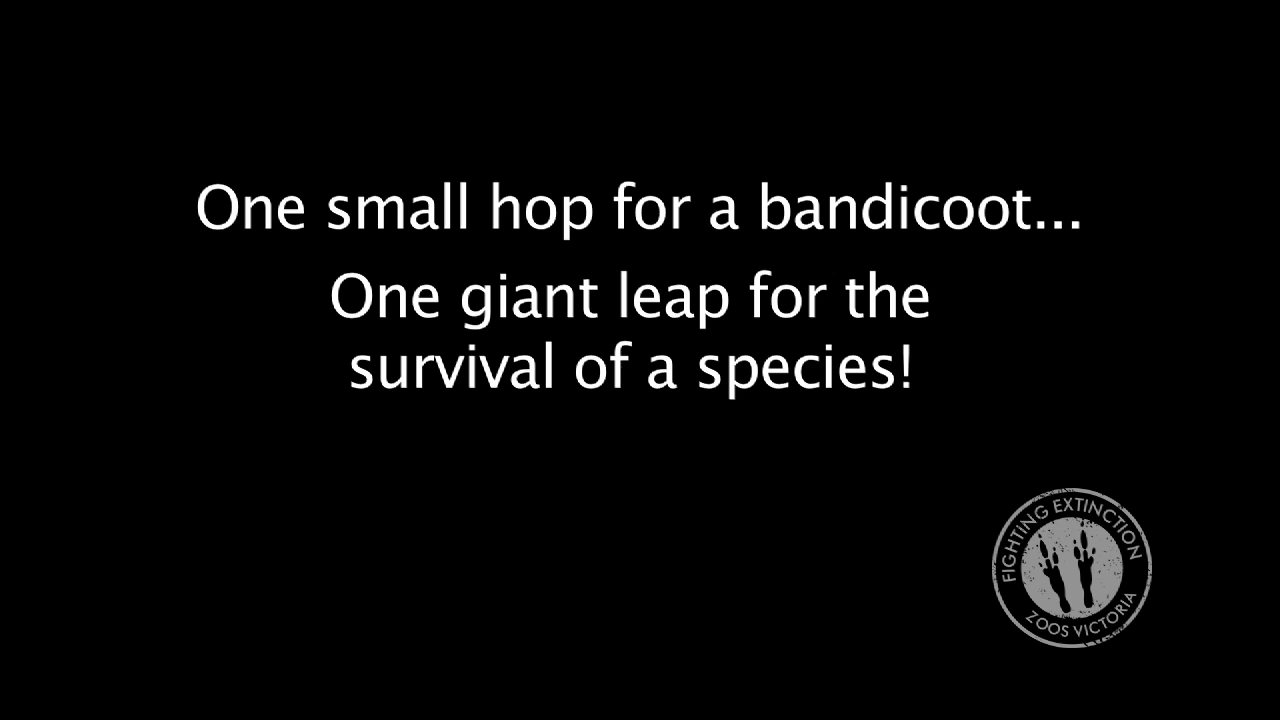 One small hop for a bandicoot...
One giant leap for the
survival of a species!
FIGHTING EXTINCTION
ZOOS VICTORIA